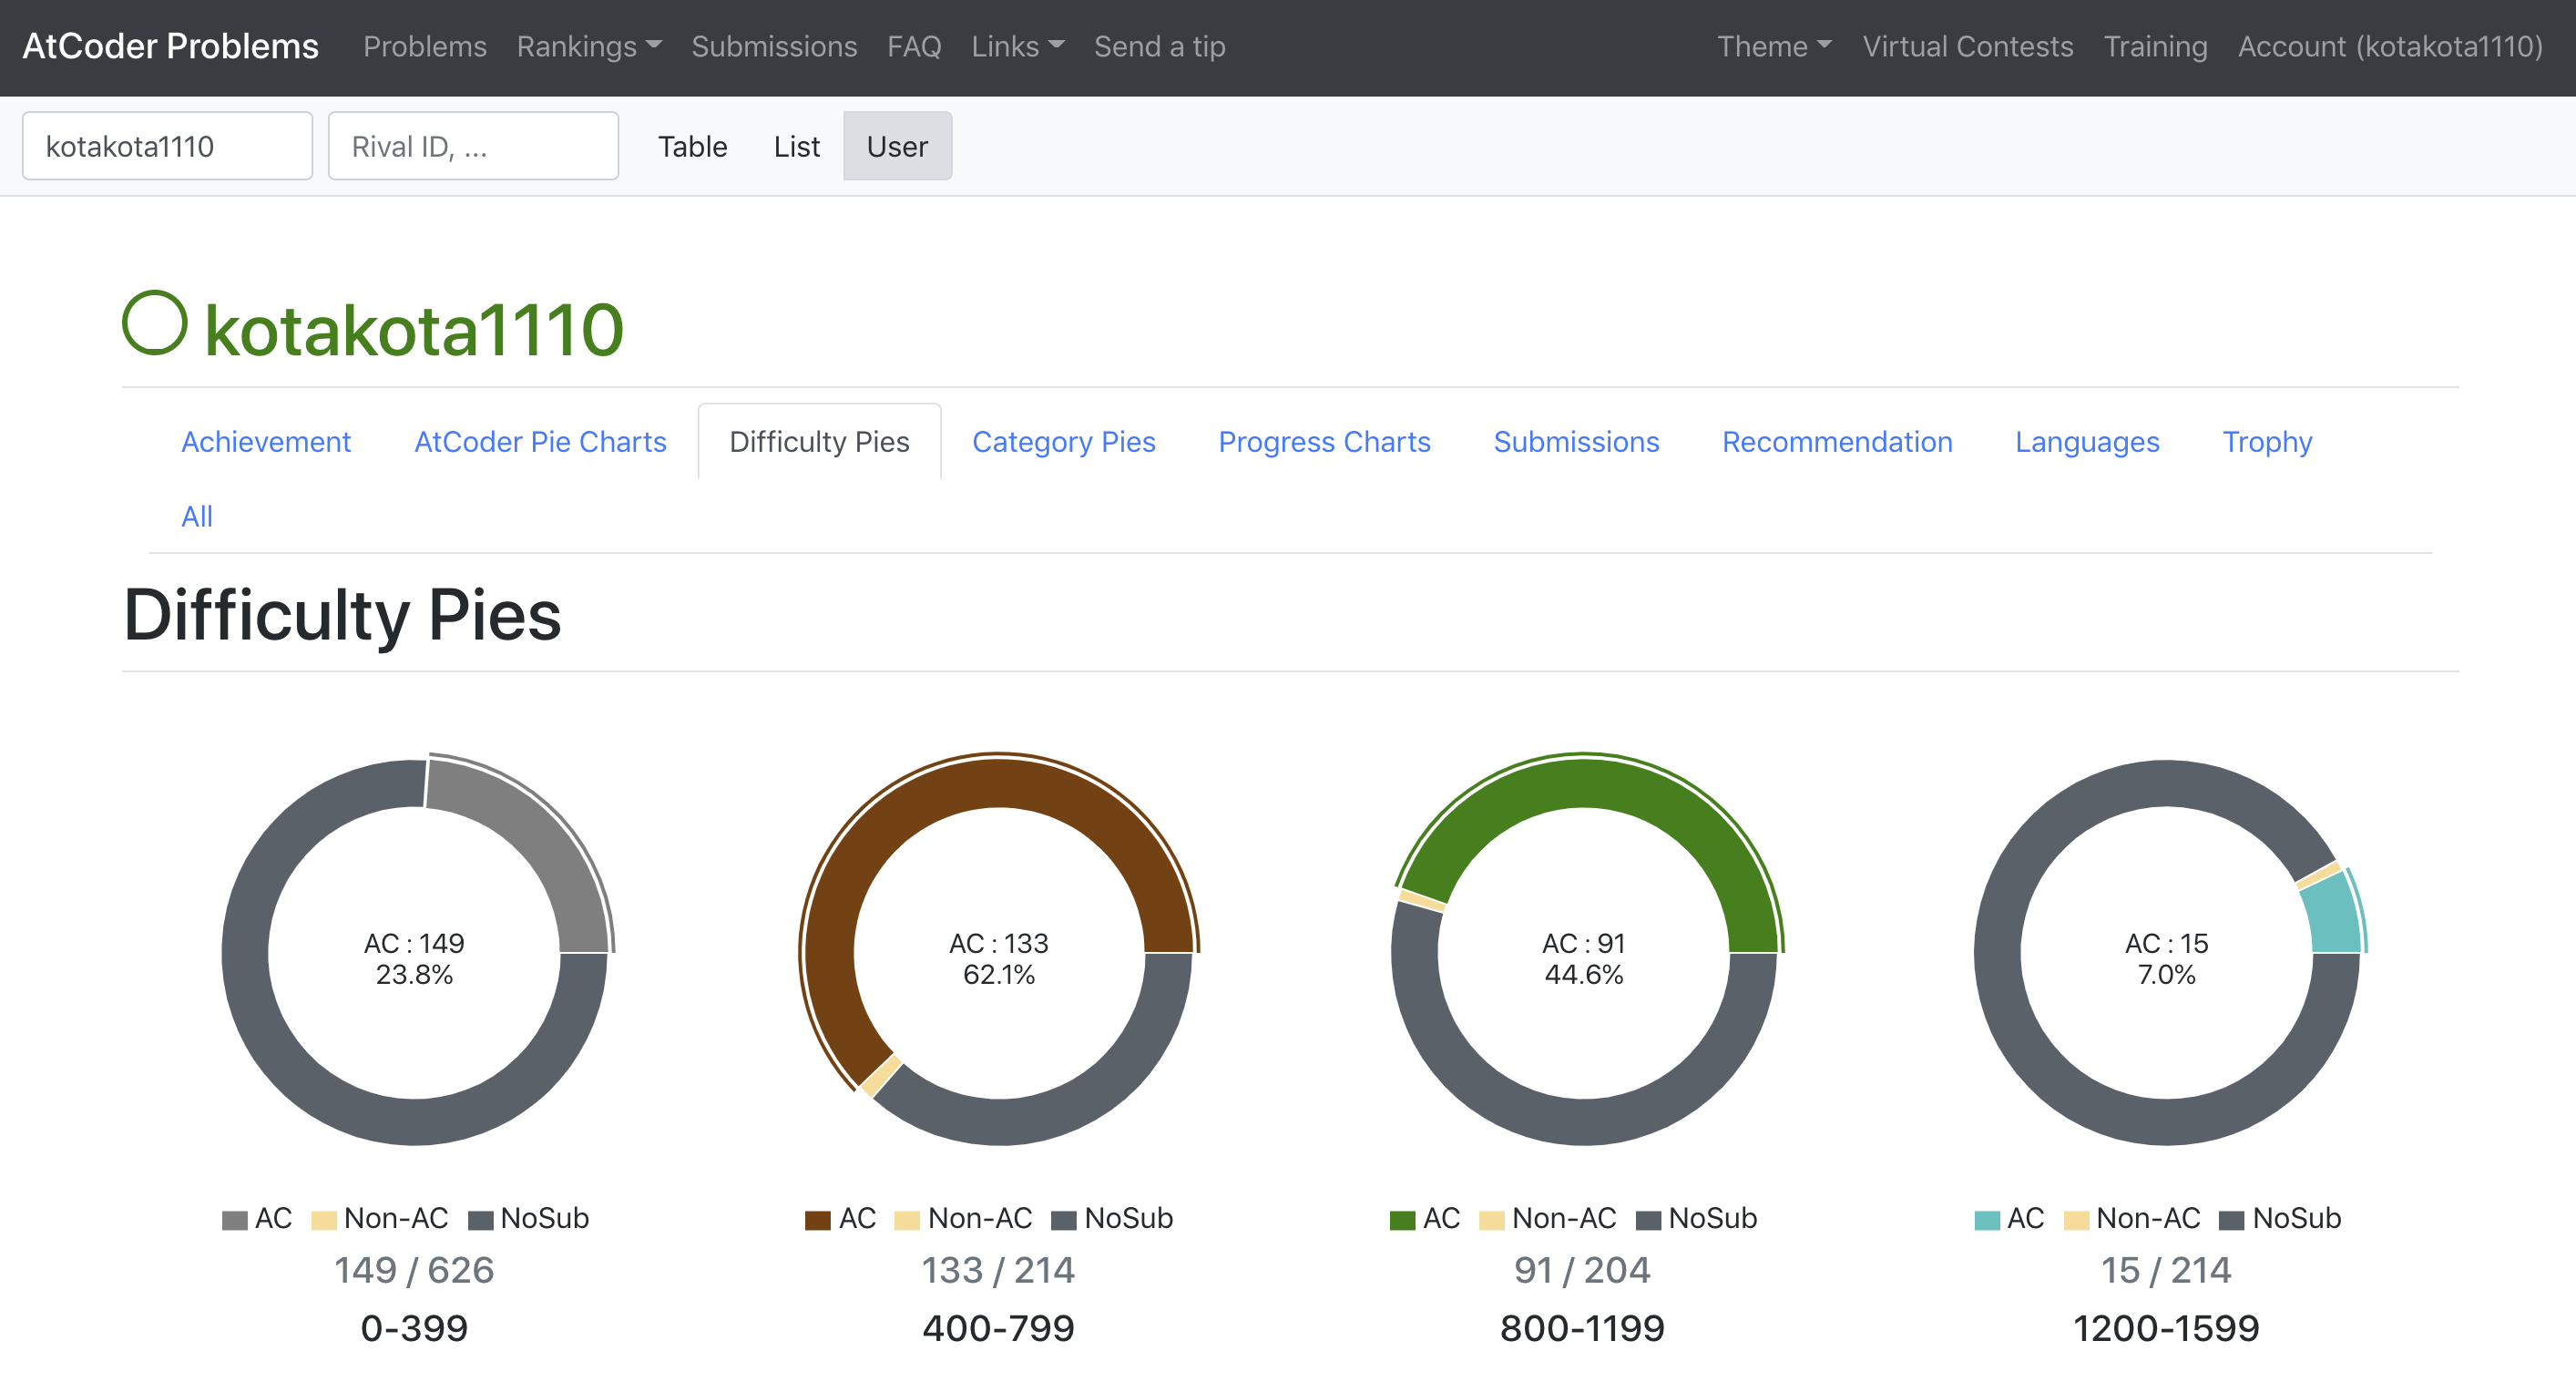 AtCoder Problems Problems Rankings Submissions FAQ Links Send a tip Theme Virtual Contests Training Account (kotakota1110)
kotakota1110 Rival ID, ... Table List User
kotakota1110
Achievement AtCoder Pie Charts Difficulty Pies Category Pies Progress Charts Submissions Recommendation Languages Trophy
All
Difficulty Pies
AC : 149 AC : 133 AC : 91 AC : 15
23.8% 62.1% 44.6% 7.0%
AC Non-AC NoSub AC Non-AC NoSub AC Non-AC NoSub AC Non-AC NoSub
149 / 626 133 / 214 91 / 204 15 / 214
0-399 400-799 800-1199 1200-1599